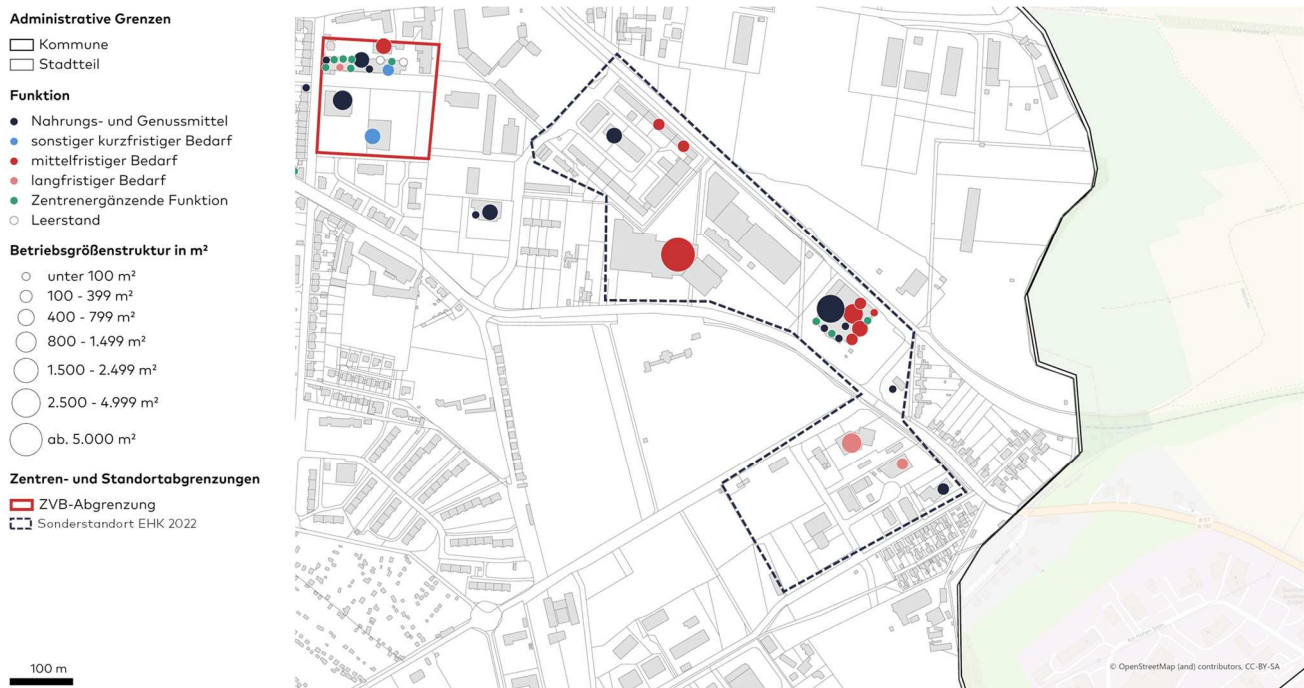 Administrative Grenzen
Kommune
Stadtteil
Funktion
Nahrungs- und Genussmittel
sonstiger kurzfristiger Bedarf
mittelfristiger Bedarf
langfristiger Bedarf
Zentrenergänzende Funktion
Leerstand
Betriebsgrößenstruktur in m²
unter 100 m²
100 - 399 m²
400 - 799 m²
800 - 1.499 m²
1.500 - 2.499 m²
2.500 - 4.999 m²
ab. 5.000 m²
Zentren- und Standortabgrenzungen
ZVB-Abgrenzung
Sonderstandort EHK 2022
100 m
© OpenStreetMap (and) contributors, CC-BY-SA